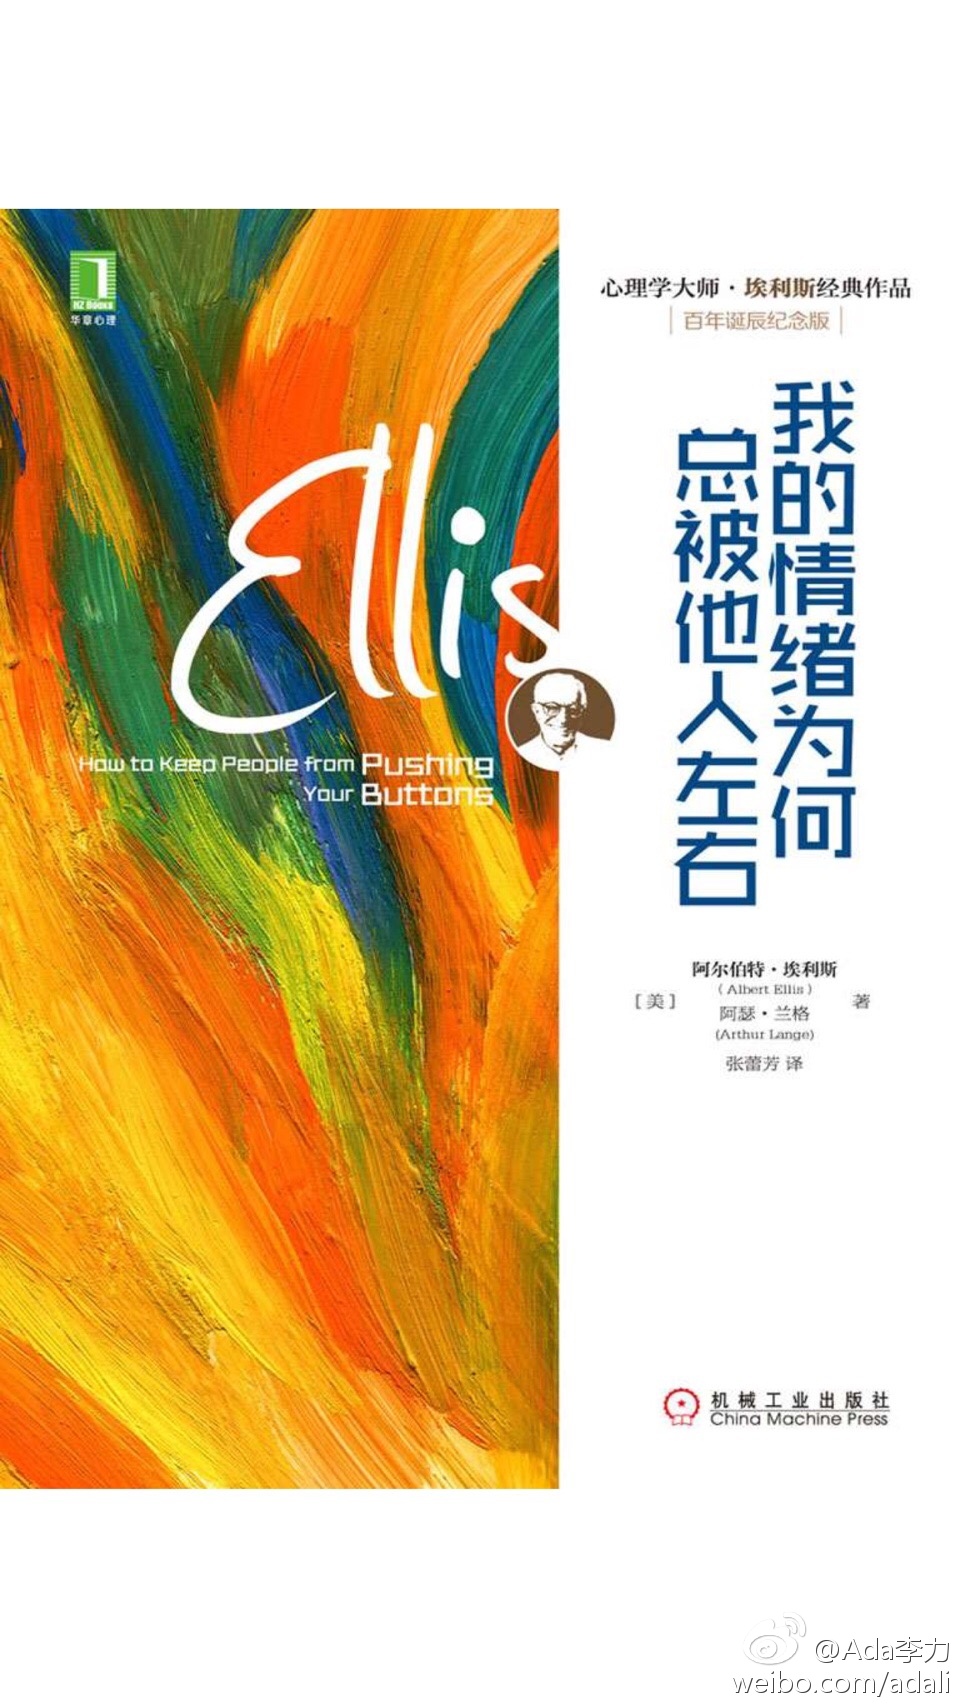 HZ Books
华章心理
Ellis
How to Keep People from Pushing
Your Buttons
心理学大师·埃利斯经典作品
百年诞辰纪念版
我的情绪为何
总被他人左右
阿尔伯特·埃利斯
(Albert Ellis)
[美] 著
阿瑟·兰格
(Arthur Lange)
张蕾芳 译
机械工业出版社
China Machine Press
@Ada李力
weibo.com/adali